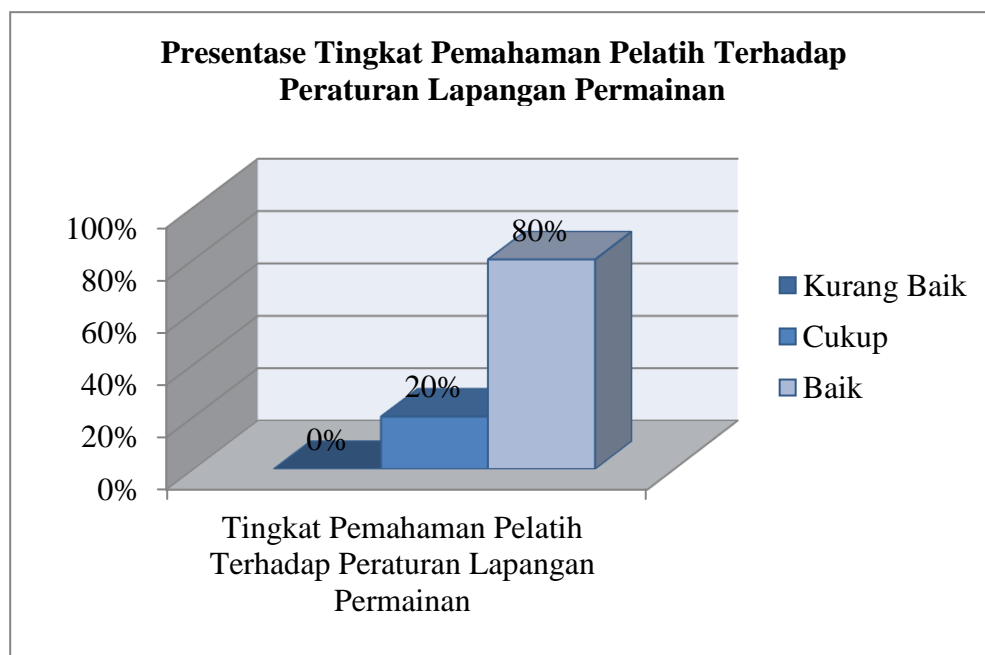 Presentase Tingkat Pemahaman Pelatih Terhadap
Peraturan Lapangan Permainan
100%
80%
60%
40%
20%
0%
0%
20%
80%
Kurang Baik
Cukup
Baik
Tingkat Pemahaman Pelatih
Terhadap Peraturan Lapangan
Permainan